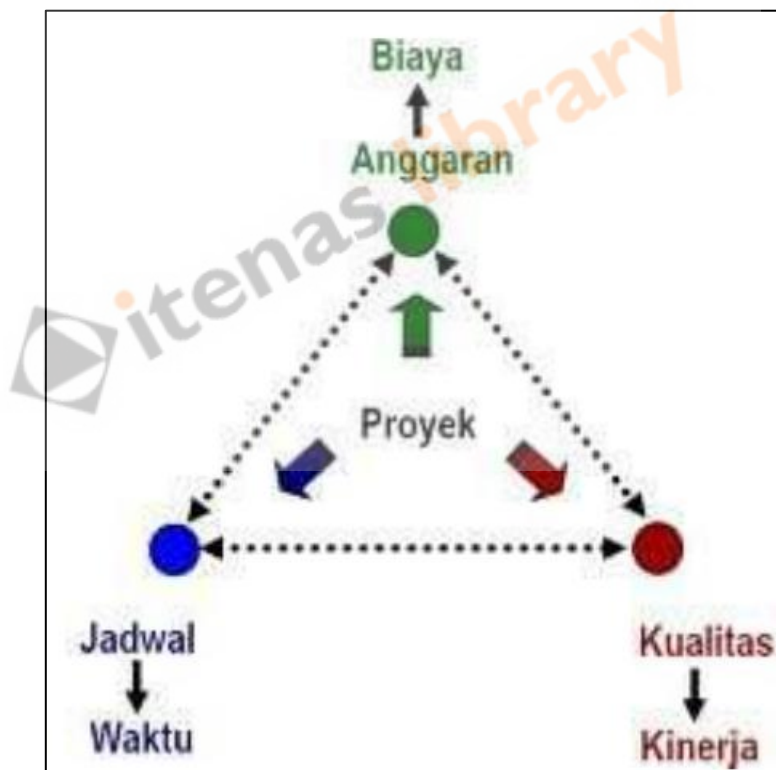 Biaya
Anggaran
itenas library
Proyek
Jadwal
Kualitas
Waktu
Kinerja